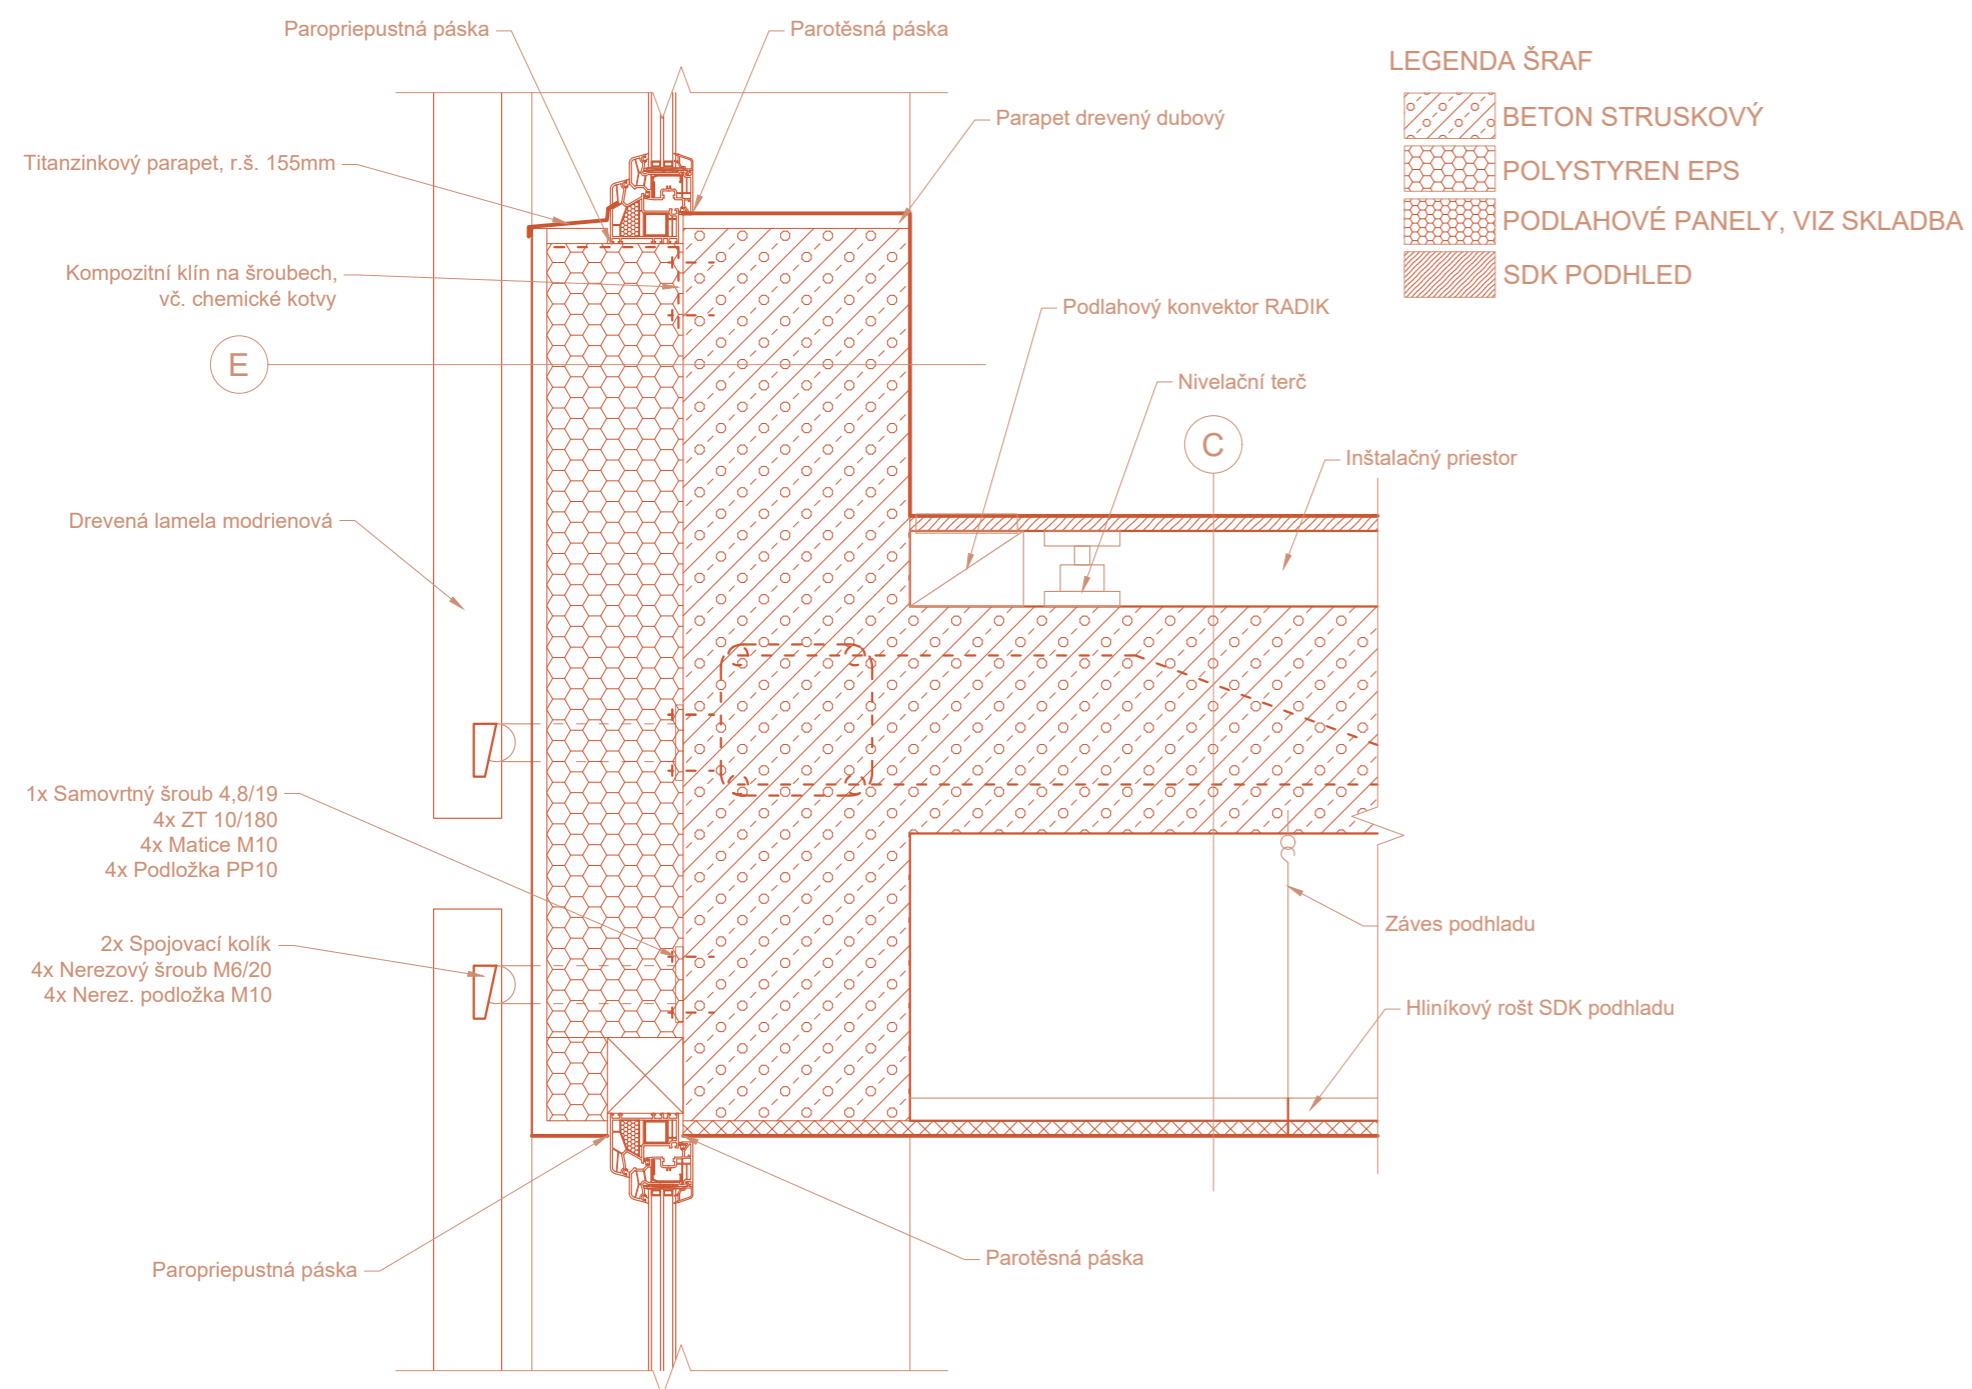 Paropriepustná páska
Parotěsná páska
LEGENDA ŠRAF
BETON STRUSKOVÝ
POLYSTYREN EPS
PODLAHOVÉ PANELY, VIZ SKLADBA
SDK PODHLED
Parapet drevený dubový
Titanzinkový parapet, r.š. 155mm
Kompozitní klín na šroubech,
vč. chemické kotvy
Podlahový konvektor RADIK
E
Nivelační terč
C
Inštalačný priestor
Drevená lamela modrienová
1x Samovrtný šroub 4,8/19
4x ZT 10/180
4x Matice M10
4x Podložka PP10
2x Spojovací kolík
4x Nerezový šroub M6/20
4x Nerez. podložka M10
Záves podhladu
Hliníkový rošt SDK podhladu
Paropriepustná páska
Parotěsná páska